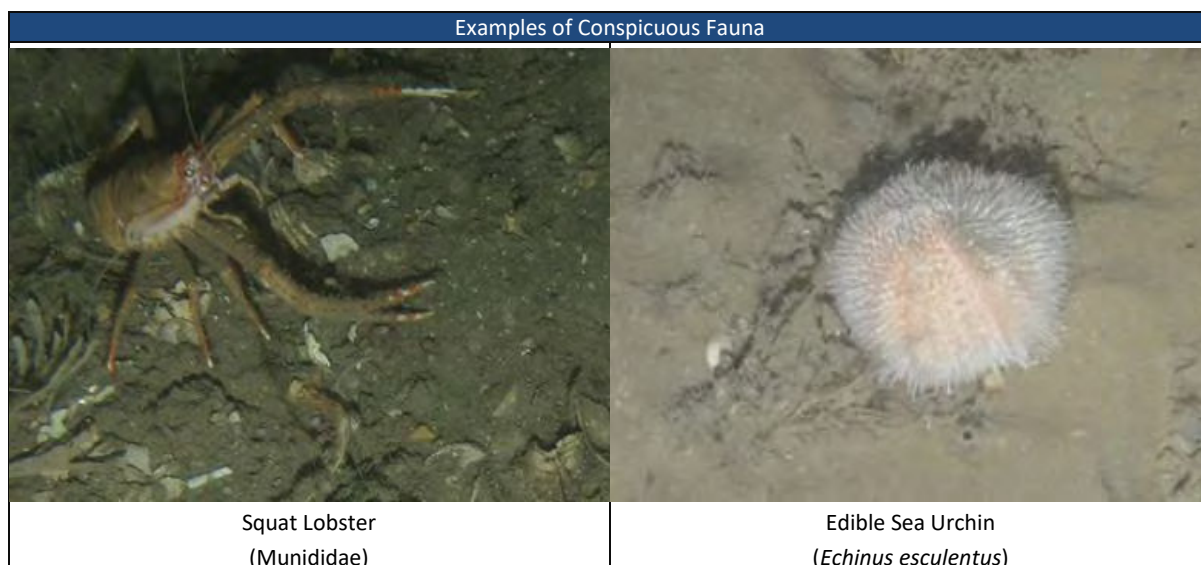 Examples of Conspicuous Fauna
Squat Lobster
(Munididae)
Edible Sea Urchin
(Echinus esculentus)